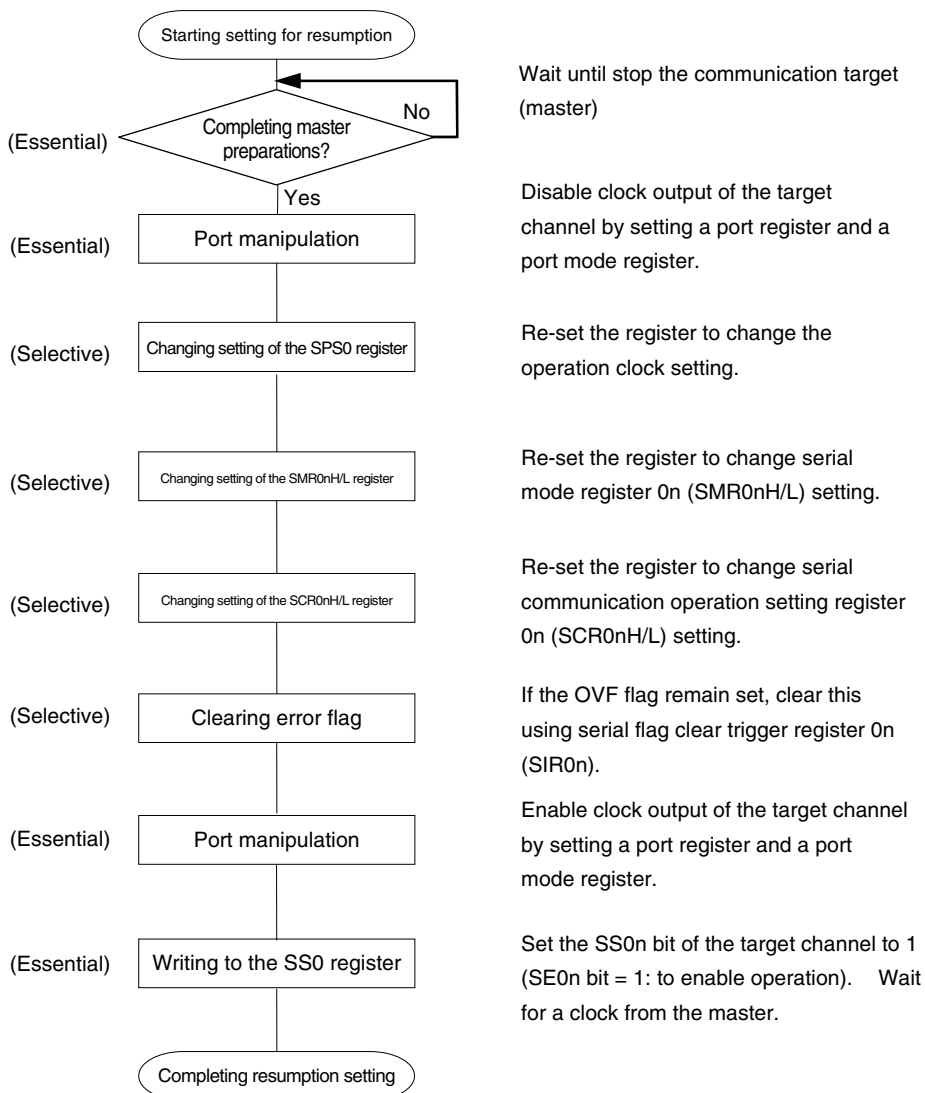 Starting setting for resumption
Wait until stop the communication target
(master)
No
(Essential)
Completing master
preparations?
Yes
Disable clock output of the target
channel by setting a port register and a
port mode register.
(Essential)
Port manipulation
Re-set the register to change the
operation clock setting.
(Selective)
Changing setting of the SPS0 register
Re-set the register to change serial
mode register 0n (SMR0nH/L) setting.
(Selective)
Changing setting of the SMR0nH/L register
Re-set the register to change serial
communication operation setting register
0n (SCR0nH/L) setting.
(Selective)
Changing setting of the SCR0nH/L register
If the OVF flag remain set, clear this
using serial flag clear trigger register 0n
(SIR0n).
(Selective)
Clearing error flag
Enable clock output of the target channel
by setting a port register and a port
mode register.
(Essential)
Port manipulation
Set the SS0n bit of the target channel to 1
(SE0n bit = 1: to enable operation). Wait
for a clock from the master.
(Essential)
Writing to the SS0 register
Completing resumption setting